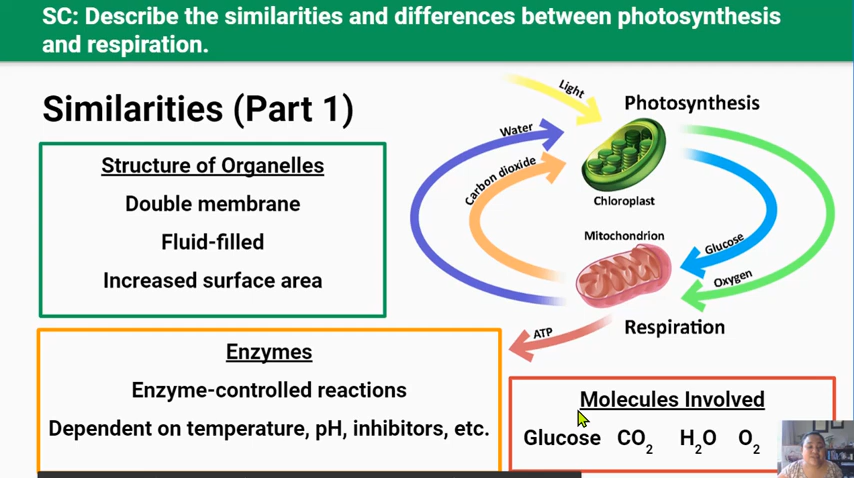 SC: Describe the similarities and differences between photosynthesis
and respiration.
Similarities (Part 1)
Structure of Organelles
Double membrane
Fluid-filled
Increased surface area
Light
Photosynthesis
Water
Carbon dioxide
Chloroplast
Mitochondrion
Glucose
Oxygen
ATP
Respiration
Enzymes
Enzyme-controlled reactions
Dependent on temperature, pH, inhibitors, etc.
Molecules Involved
Glucose CO₂ H₂O O₂